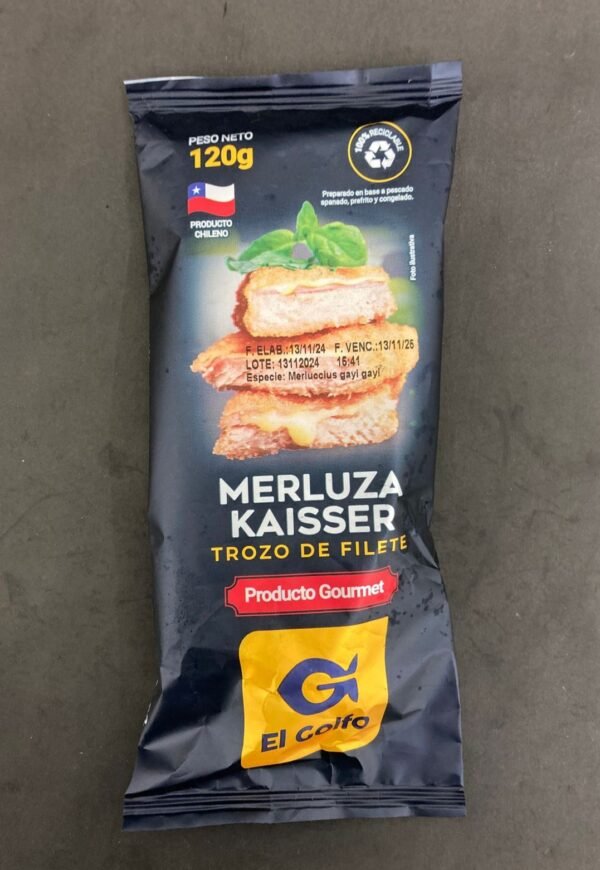 PESO NETO
120g
100% RECICLABLE
PRODUCTO
CHILENO
Preparado en base a pescado
apanado, prefrito y congelado.
Foto ilustrativa
F. ELAB.:13/11/24 F. VENC.:13/11/26
LOTE: 13112024 16:41
Especie: Merluccius gayi gayi
MERLUZA
KAISSER
TROZO DE FILETE
Producto Gourmet
G
El Golfo